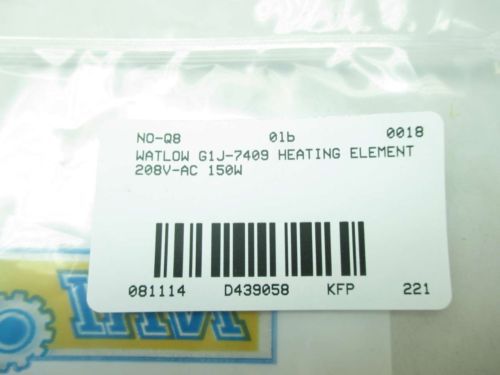 NO-Q8 01b 0018
WATLOW G1J-7409 HEATING ELEMENT
208V-AC 150W
081114 D439058 KFP 221